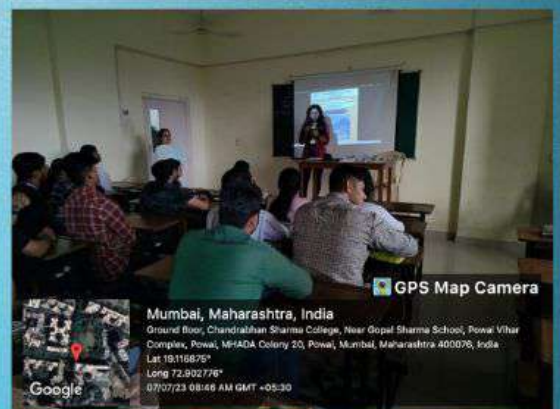 GPS Map Camera
Mumbai, Maharashtra, India
Ground floor, Chandrabhan Sharma College, Near Gopal Sharma School, Powai Vihar
Complex, Powai, MHADA Colony 20, Powai, Mumbai, Maharashtra 400076, India
Lat 19.116875°
Long 72.902776°
07/07/23 08:46 AM GMT +05:30
Google